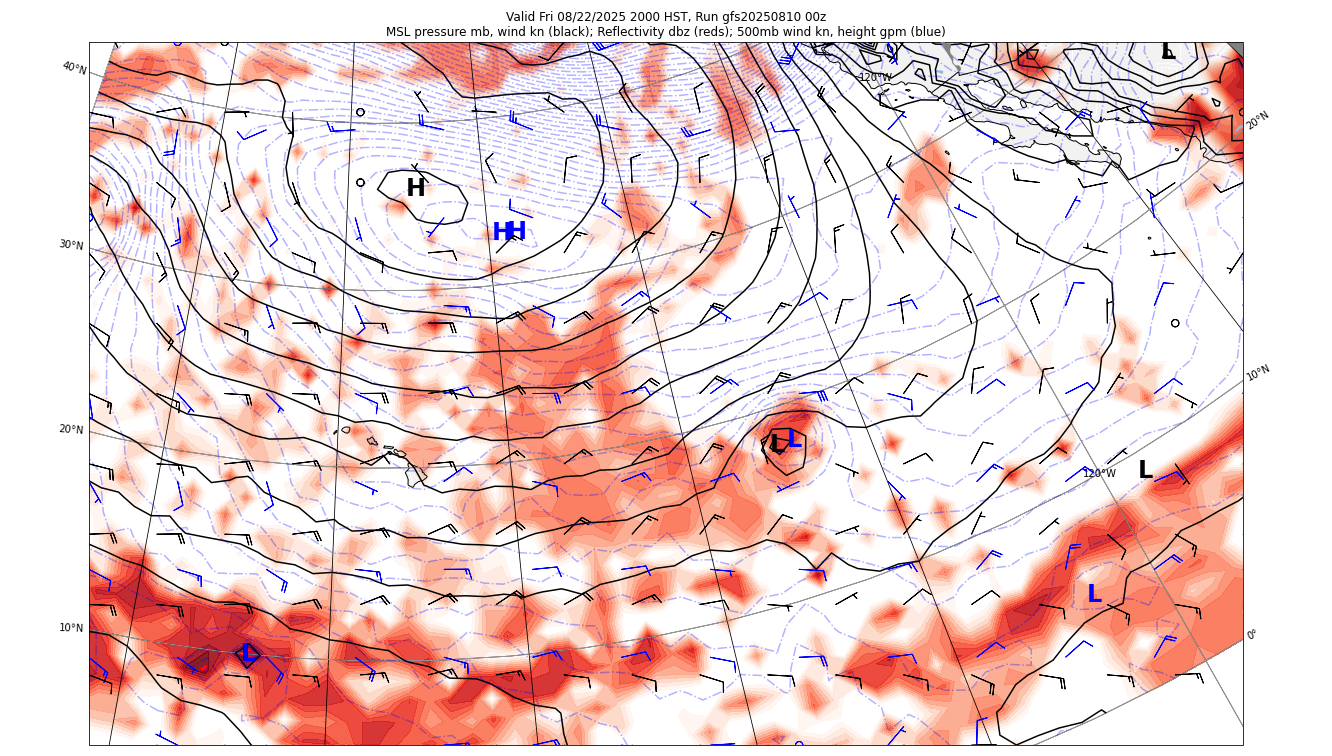 Valid Fri 08/22/2025 2000 HST, Run gfs20250810 00z
MSL pressure mb, wind kn (black); Reflectivity dbz (reds); 500mb wind kn, height gpm (blue)
L
40°N
120°W
20°N
H
HH
30°N
10°N
20°N
L L
L
120°W
L
10°N
0°
L